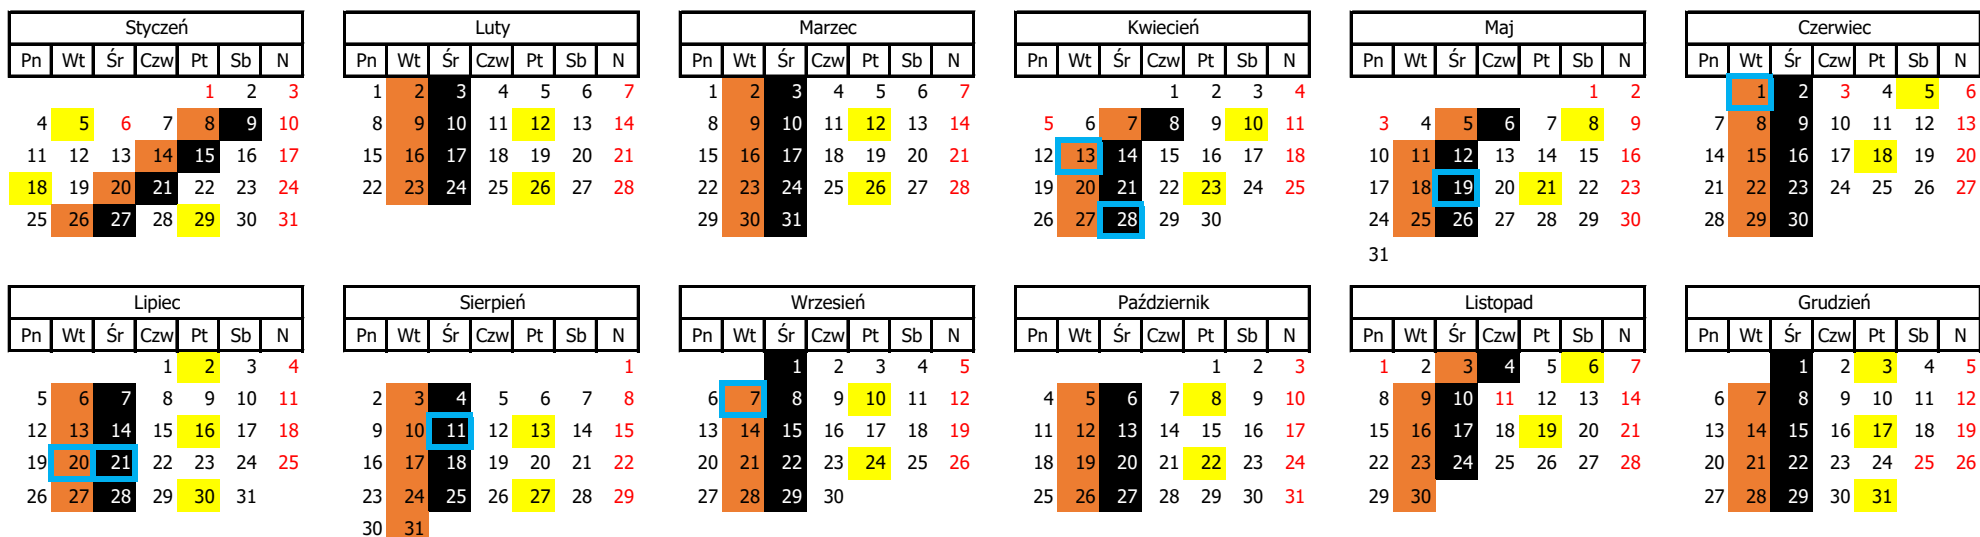 Styczeń Luty Marzec Kwiecień Maj Czerwiec
Pn Wt Śr Czw Pt Sb N Pn Wt Śr Czw Pt Sb N Pn Wt Śr Czw Pt Sb N Pn Wt Śr Czw Pt Sb N Pn Wt Śr Czw Pt Sb N Pn Wt Śr Czw Pt Sb N
1 2 3 1 2 3 4 5 6 7 1 2 3 4 5 6 7 1 2 3 4 1 2 1 2 3 4 5 6
4 5 6 7 8 9 10 8 9 10 11 12 13 14 8 9 10 11 12 13 14 5 6 7 8 9 10 11 3 4 5 6 7 8 9 7 8 9 10 11 12 13
11 12 13 14 15 16 17 15 16 17 18 19 20 21 15 16 17 18 19 20 21 12 13 14 15 16 17 18 10 11 12 13 14 15 16 14 15 16 17 18 19 20
18 19 20 21 22 23 24 22 23 24 25 26 27 28 22 23 24 25 26 27 28 19 20 21 22 23 24 25 17 18 19 20 21 22 23 21 22 23 24 25 26 27
25 26 27 28 29 30 31 29 30 31 26 27 28 29 30 24 25 26 27 28 29 30 28 29 30
31
Lipiec Sierpień Wrzesień Październik Listopad Grudzień
Pn Wt Śr Czw Pt Sb N Pn Wt Śr Czw Pt Sb N Pn Wt Śr Czw Pt Sb N Pn Wt Śr Czw Pt Sb N Pn Wt Śr Czw Pt Sb N Pn Wt Śr Czw Pt Sb N
1 2 3 4 1 1 2 3 4 5 1 2 3 1 2 3 4 5 6 7 1 2 3 4 5
5 6 7 8 9 10 11 2 3 4 5 6 7 8 6 7 8 9 10 11 12 4 5 6 7 8 9 10 8 9 10 11 12 13 14 6 7 8 9 10 11 12
12 13 14 15 16 17 18 9 10 11 12 13 14 15 13 14 15 16 17 18 19 11 12 13 14 15 16 17 15 16 17 18 19 20 21 13 14 15 16 17 18 19
19 20 21 22 23 24 25 16 17 18 19 20 21 22 20 21 22 23 24 25 26 18 19 20 21 22 23 24 22 23 24 25 26 27 28 20 21 22 23 24 25 26
26 27 28 29 30 31 23 24 25 26 27 28 29 27 28 29 30 25 26 27 28 29 30 31 29 30 27 28 29 30 31
30 31